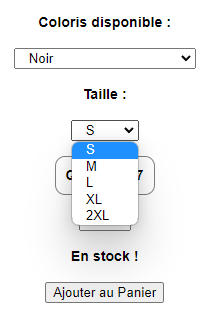 Coloris disponible :
Noir
Taille :
S
S
M
L
XL
2XL
En stock !
Ajouter au Panier